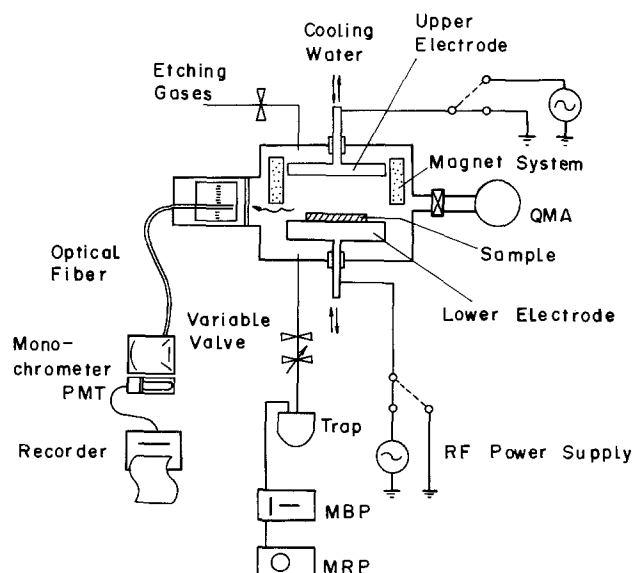 Cooling
Water
Upper
Electrode
Etching
Gases
Magnet System
QMA
Sample
Optical
Fiber
Lower Electrode
Variable
Valve
Mono-
chrometer
PMT
Trap
Recorder
RF Power Supply
MBP
MRP